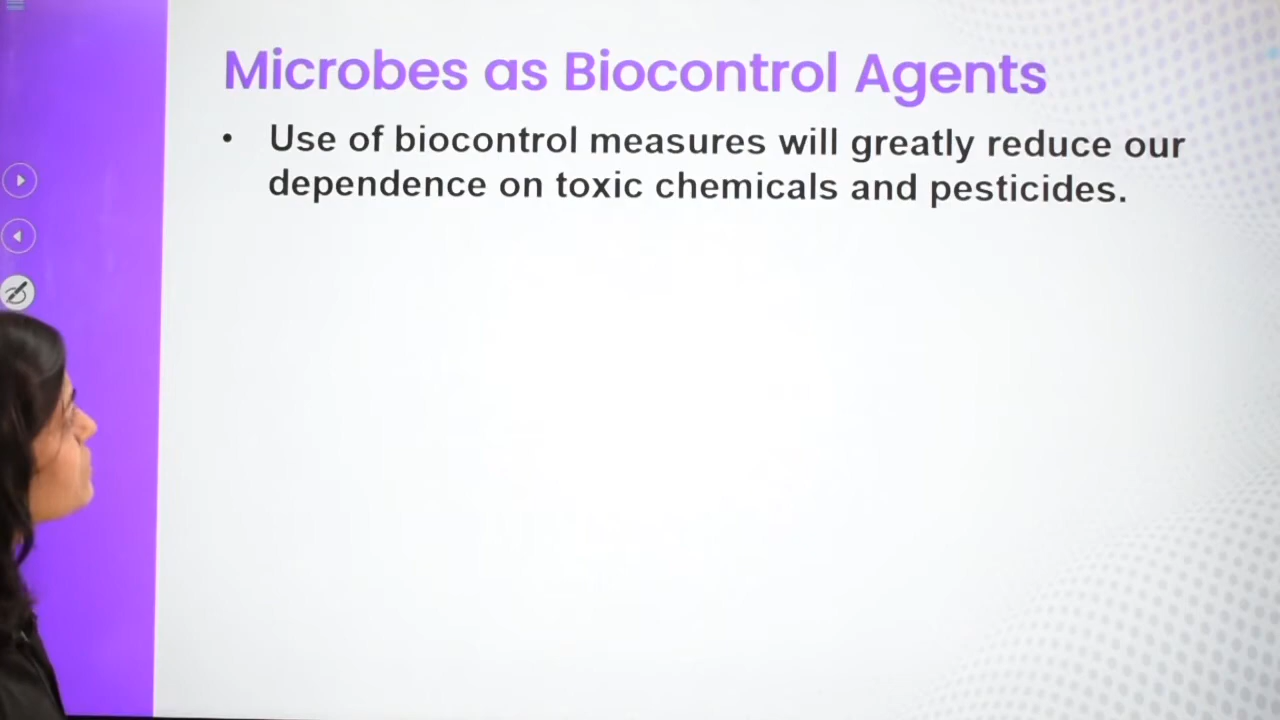 Microbes as Biocontrol Agents
• Use of biocontrol measures will greatly reduce our
dependence on toxic chemicals and pesticides.